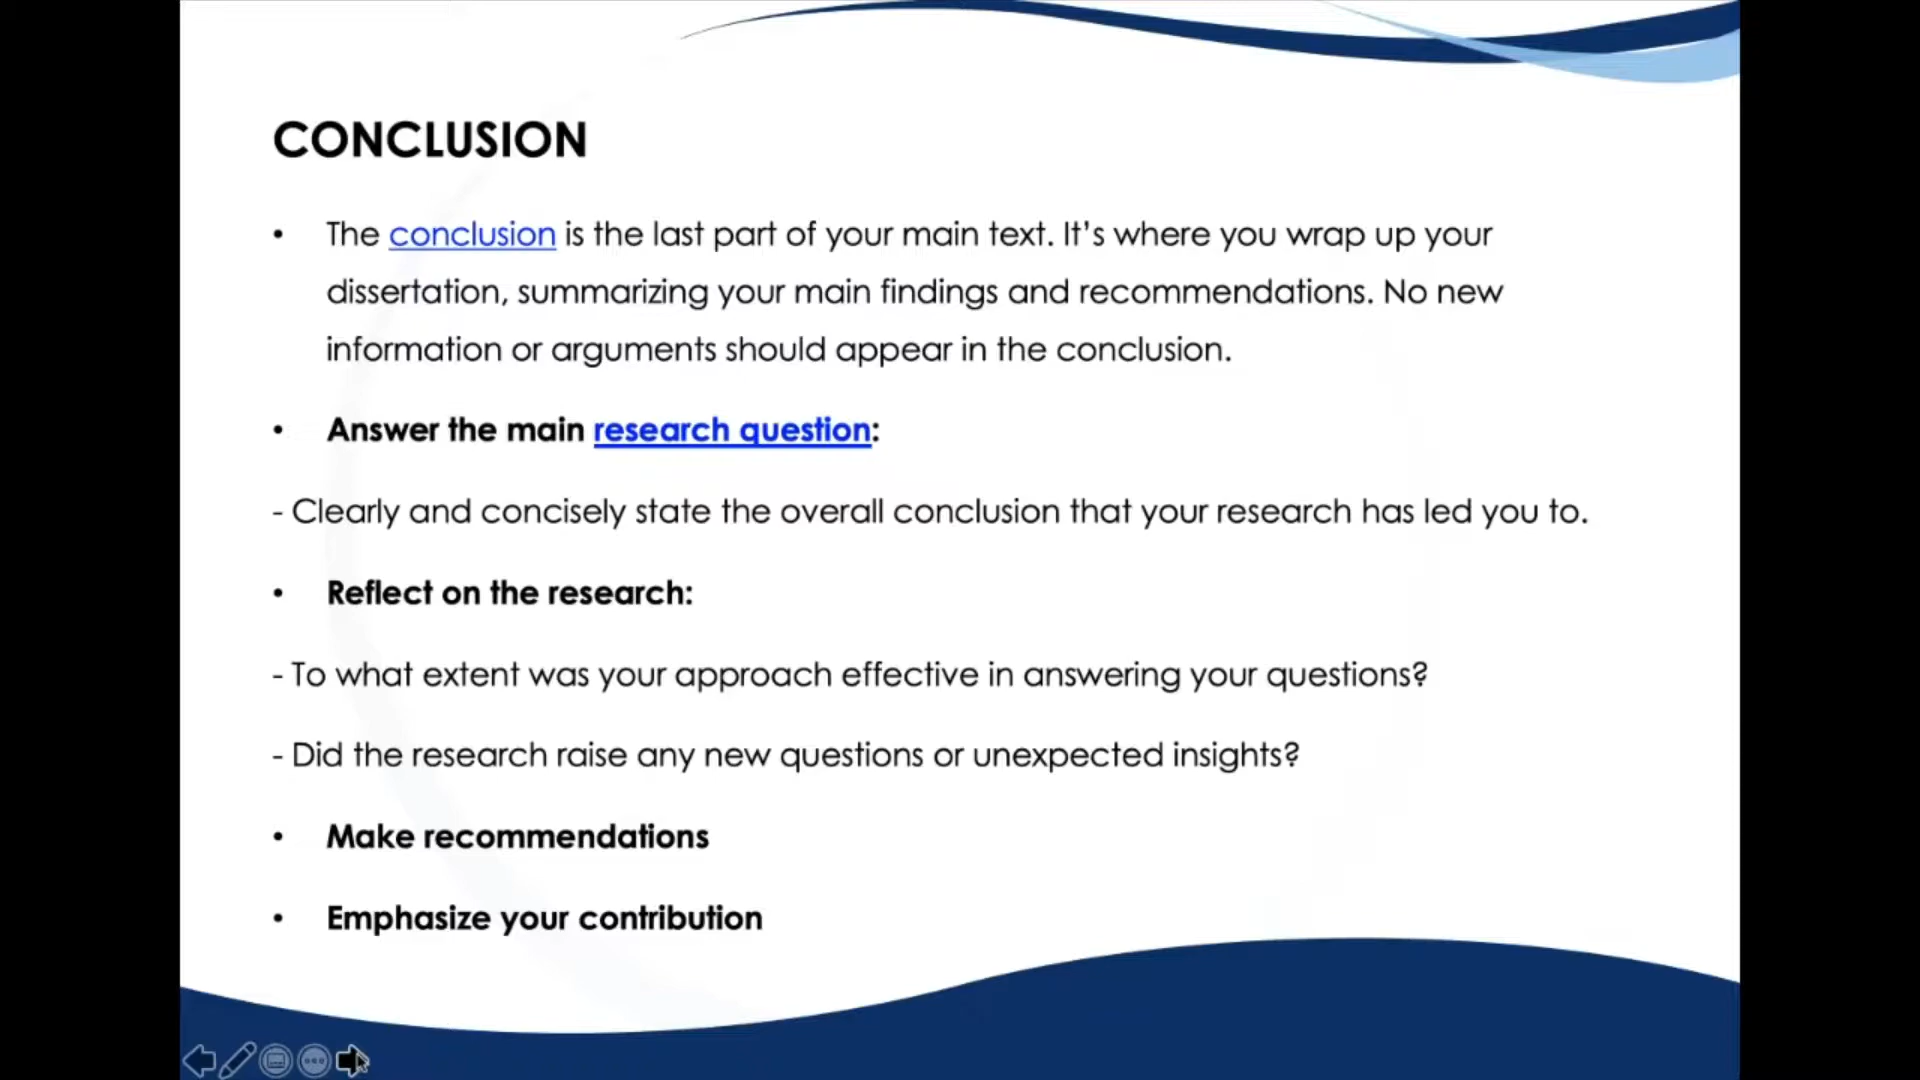 CONCLUSION
• The conclusion is the last part of your main text. It’s where you wrap up your
dissertation, summarizing your main findings and recommendations. No new
information or arguments should appear in the conclusion.
• Answer the main research question:
- Clearly and concisely state the overall conclusion that your research has led you to.
• Reflect on the research:
- To what extent was your approach effective in answering your questions?
- Did the research raise any new questions or unexpected insights?
• Make recommendations
• Emphasize your contribution